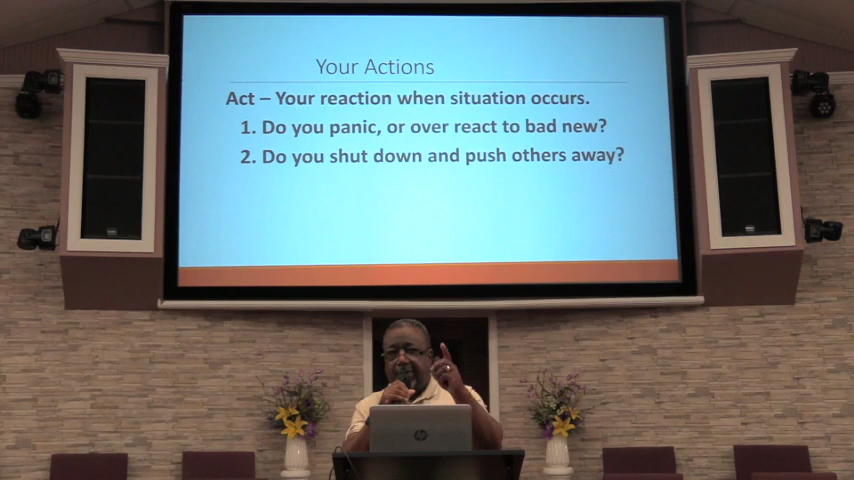 Your Actions
Act – Your reaction when situation occurs.
1. Do you panic, or over react to bad new?
2. Do you shut down and push others away?
hp